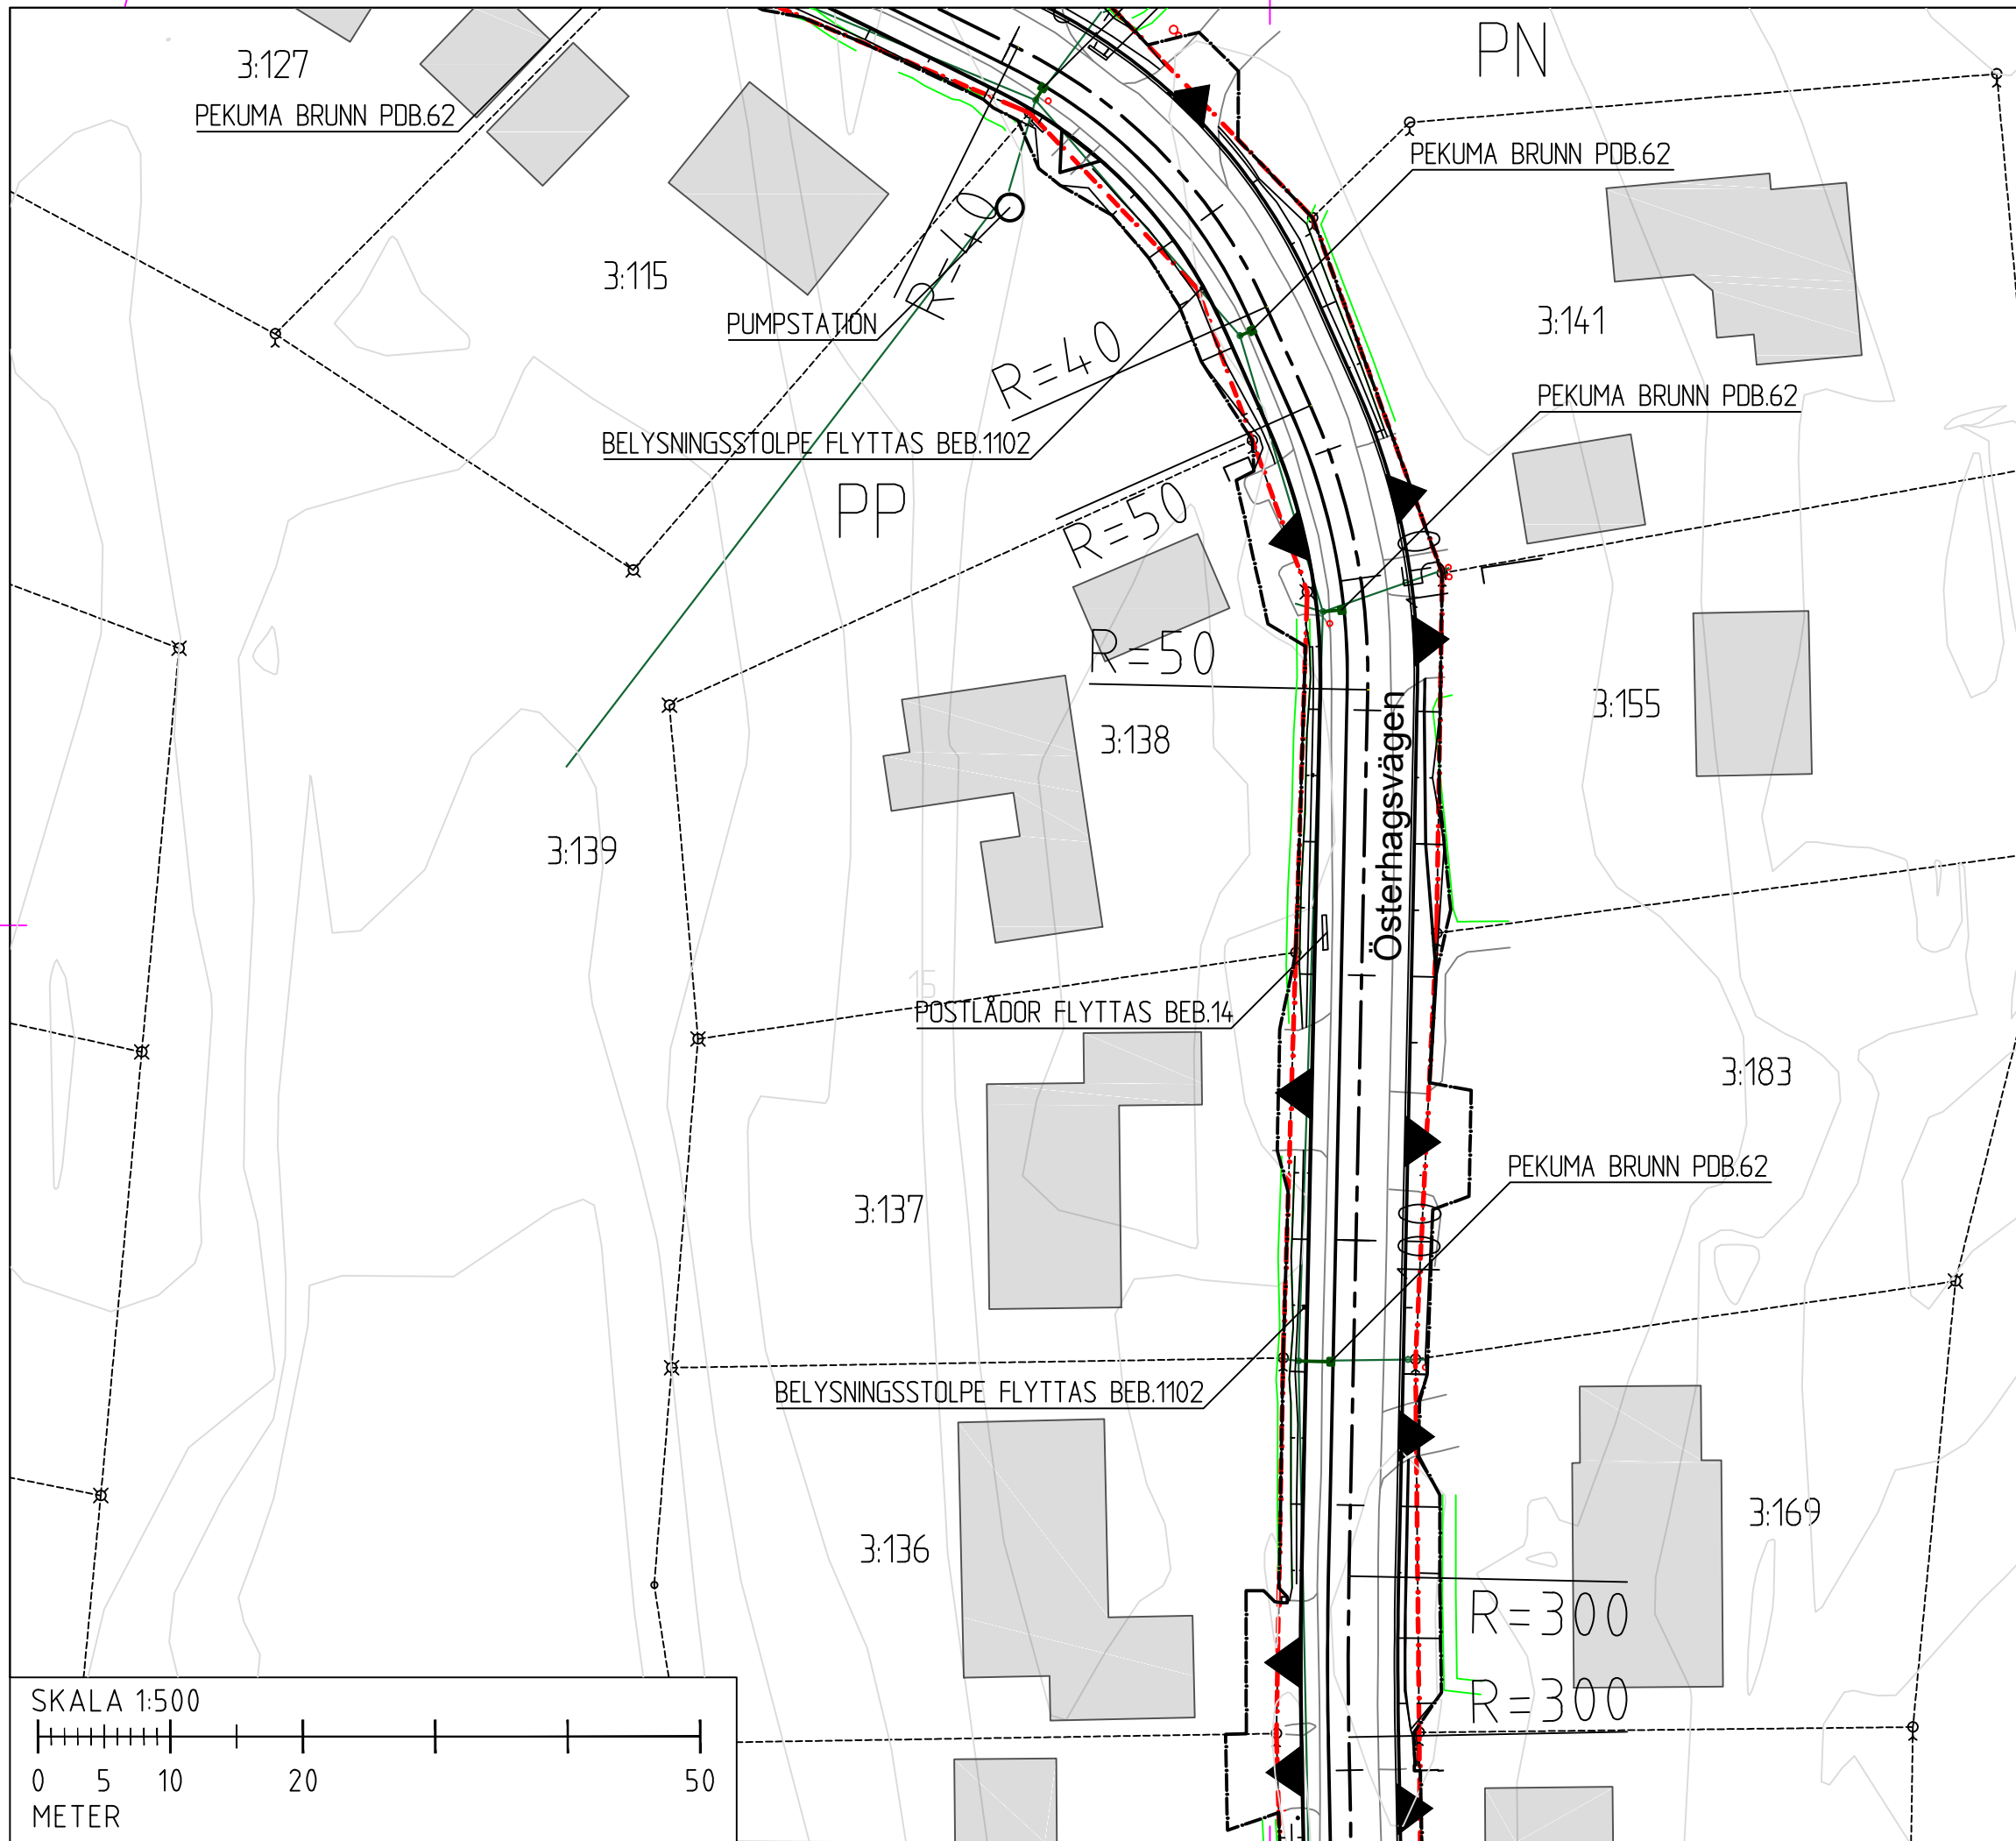 PN
3:127
PEKUMA BRUNN PDB.62
PEKUMA BRUNN PDB.62
3:115
PUMPSTATION
3:141
R=40
PEKUMA BRUNN PDB.62
BELYSNINGSSTOLPE FLYTTAS BEB.1102
PP
R=50
R=50
3:138
3:155
Österhagsvägen
3:139
15
POSTLÅDOR FLYTTAS BEB.14
3:183
PEKUMA BRUNN PDB.62
3:137
BELYSNINGSSTOLPE FLYTTAS BEB.1102
3:169
3:136
R=300
R=300
SKALA 1:500
0 5 10 20 50
METER